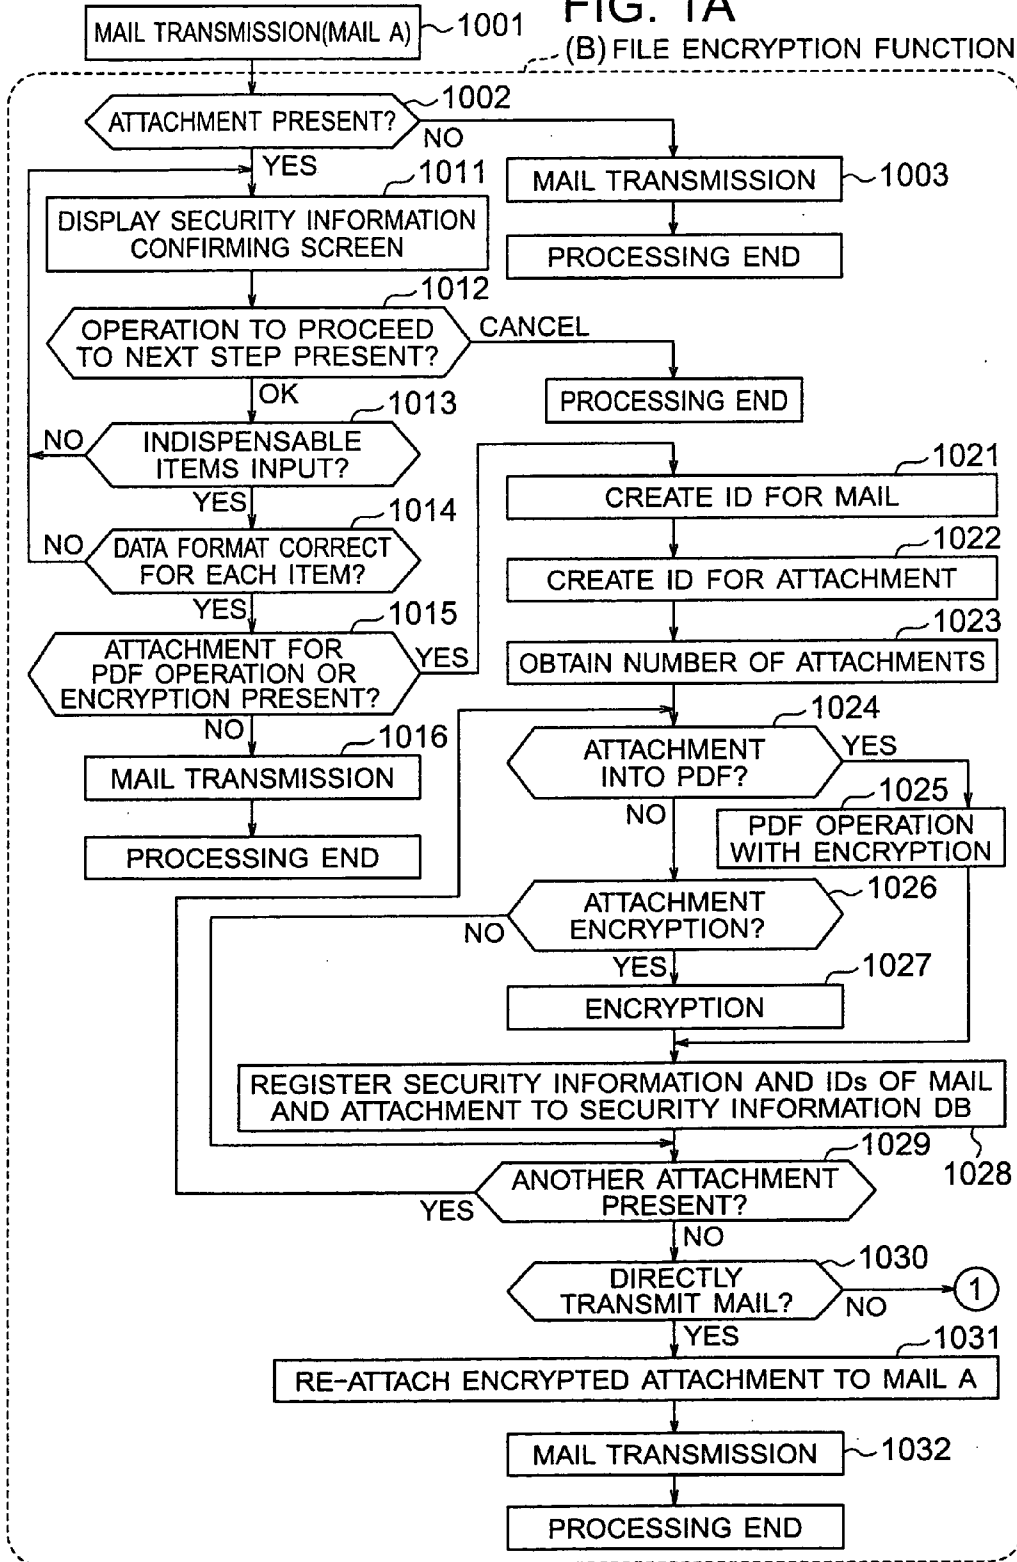 FIG. 1A
MAIL TRANSMISSION(MAIL A)
1001
(B) FILE ENCRYPTION FUNCTION
1002
ATTACHMENT PRESENT?
NO
YES
1011
MAIL TRANSMISSION
1003
DISPLAY SECURITY INFORMATION
CONFIRMING SCREEN
PROCESSING END
1012
OPERATION TO PROCEED
TO NEXT STEP PRESENT?
CANCEL
OK
PROCESSING END
1013
NO
INDISPENSABLE
ITEMS INPUT?
YES
1014
NO
DATA FORMAT CORRECT
FOR EACH ITEM?
YES
1015
ATTACHMENT FOR
PDF OPERATION OR
ENCRYPTION PRESENT?
YES
NO
1016
MAIL TRANSMISSION
PROCESSING END
1021
CREATE ID FOR MAIL
1022
CREATE ID FOR ATTACHMENT
1023
OBTAIN NUMBER OF ATTACHMENTS
1024
ATTACHMENT
INTO PDF?
YES
NO
1025
PDF OPERATION
WITH ENCRYPTION
1026
ATTACHMENT
ENCRYPTION?
NO
YES
1027
ENCRYPTION
REGISTER SECURITY INFORMATION AND IDs OF MAIL
AND ATTACHMENT TO SECURITY INFORMATION DB
1028
1029
ANOTHER ATTACHMENT
PRESENT?
YES
NO
1030
DIRECTLY
TRANSMIT MAIL?
NO
1
YES
1031
RE-ATTACH ENCRYPTED ATTACHMENT TO MAIL A
MAIL TRANSMISSION
1032
PROCESSING END